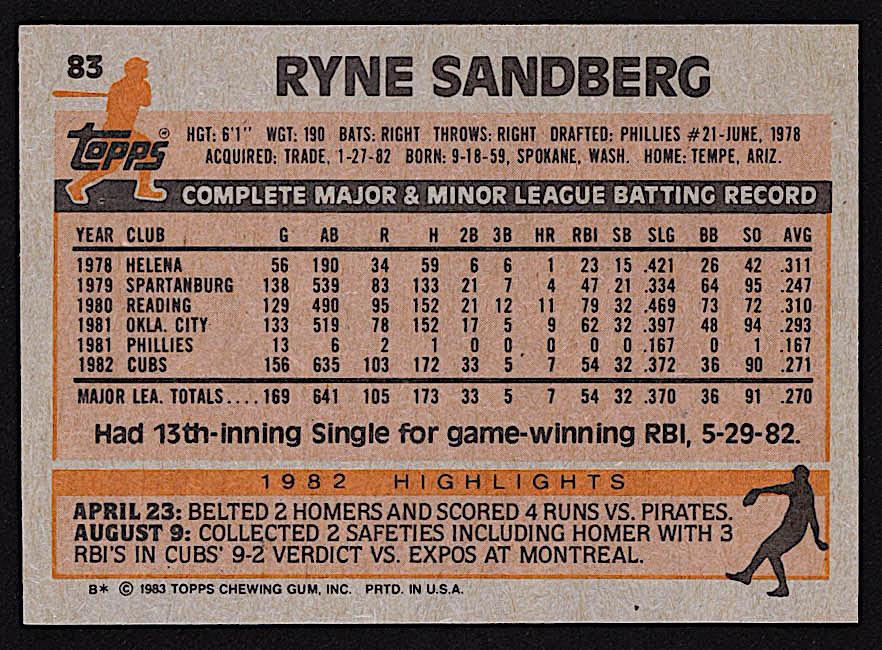 83
RYNE SANDBERG
topps®
HGT: 6'1" WGT: 190 BATS: RIGHT THROWS: RIGHT DRAFTED: PHILLIES #21-JUNE, 1978
ACQUIRED: TRADE, 1-27-82 BORN: 9-18-59, SPOKANE, WASH. HOME: TEMPE, ARIZ.
COMPLETE MAJOR & MINOR LEAGUE BATTING RECORD
YEAR CLUB G AB R H 2B 3B HR RBI SB SLG BB SO AVG
1978 HELENA 56 190 34 59 6 6 1 23 15 .421 26 42 .311
1979 SPARTANBURG 138 539 83 133 21 7 4 47 21 .334 64 95 .247
1980 READING 129 490 95 152 21 12 11 79 32 .469 73 72 .310
1981 OKLA. CITY 133 519 78 152 17 5 9 62 32 .397 48 94 .293
1981 PHILLIES 13 6 2 1 0 0 0 0 0 .167 0 1 .167
1982 CUBS 156 635 103 172 33 5 7 54 32 .372 36 90 .271
MAJOR LEA. TOTALS.... 169 641 105 173 33 5 7 54 32 .370 36 91 .270
Had 13th-inning Single for game-winning RBI, 5-29-82.
1982 HIGHLIGHTS
APRIL 23: BELTED 2 HOMERS AND SCORED 4 RUNS VS. PIRATES.
AUGUST 9: COLLECTED 2 SAFETIES INCLUDING HOMER WITH 3
RBI'S IN CUBS' 9-2 VERDICT VS. EXPOS AT MONTREAL.
B* © 1983 TOPPS CHEWING GUM, INC. PRTD. IN U.S.A.